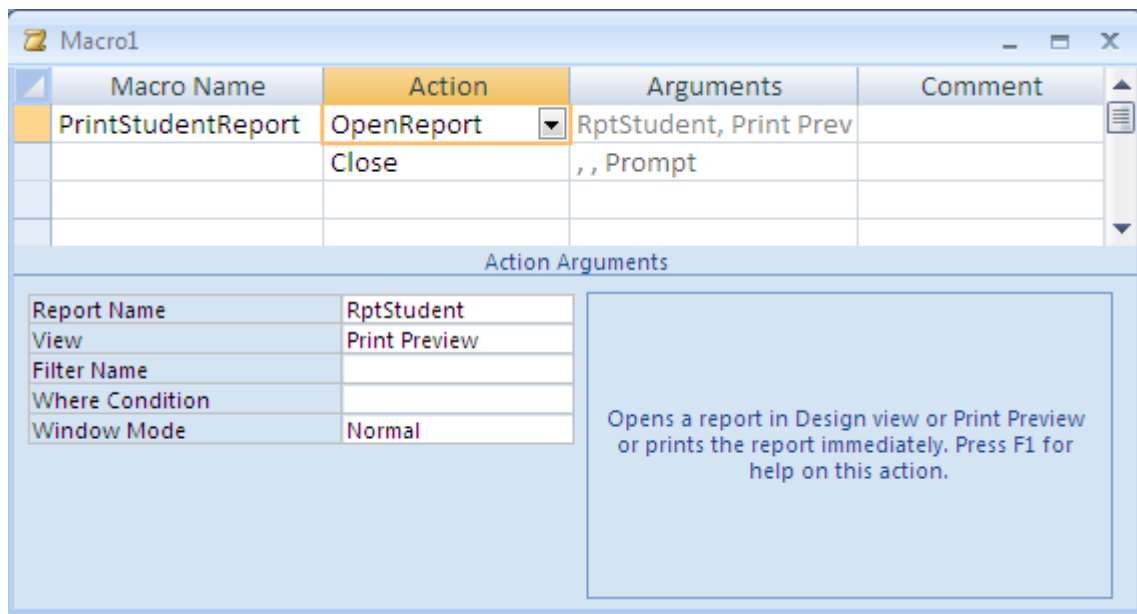 Macro1
Macro Name Action Arguments Comment
PrintStudentReport OpenReport RptStudent, Print Prev
Close , , Prompt
Action Arguments
Report Name RptStudent
View Print Preview
Filter Name
Where Condition
Window Mode Normal
Opens a report in Design view or Print Preview
or prints the report immediately. Press F1 for
help on this action.